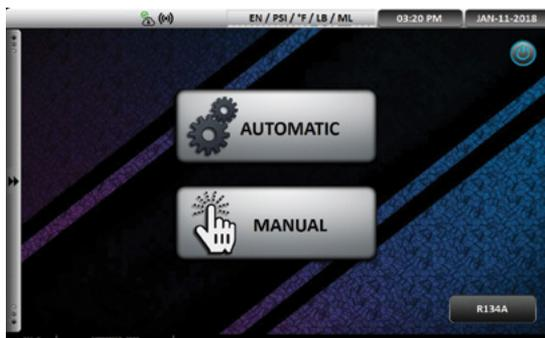 EN / PSI / °F / LB / ML 03:20 PM JAN-11-2018
AUTOMATIC
MANUAL
R134A